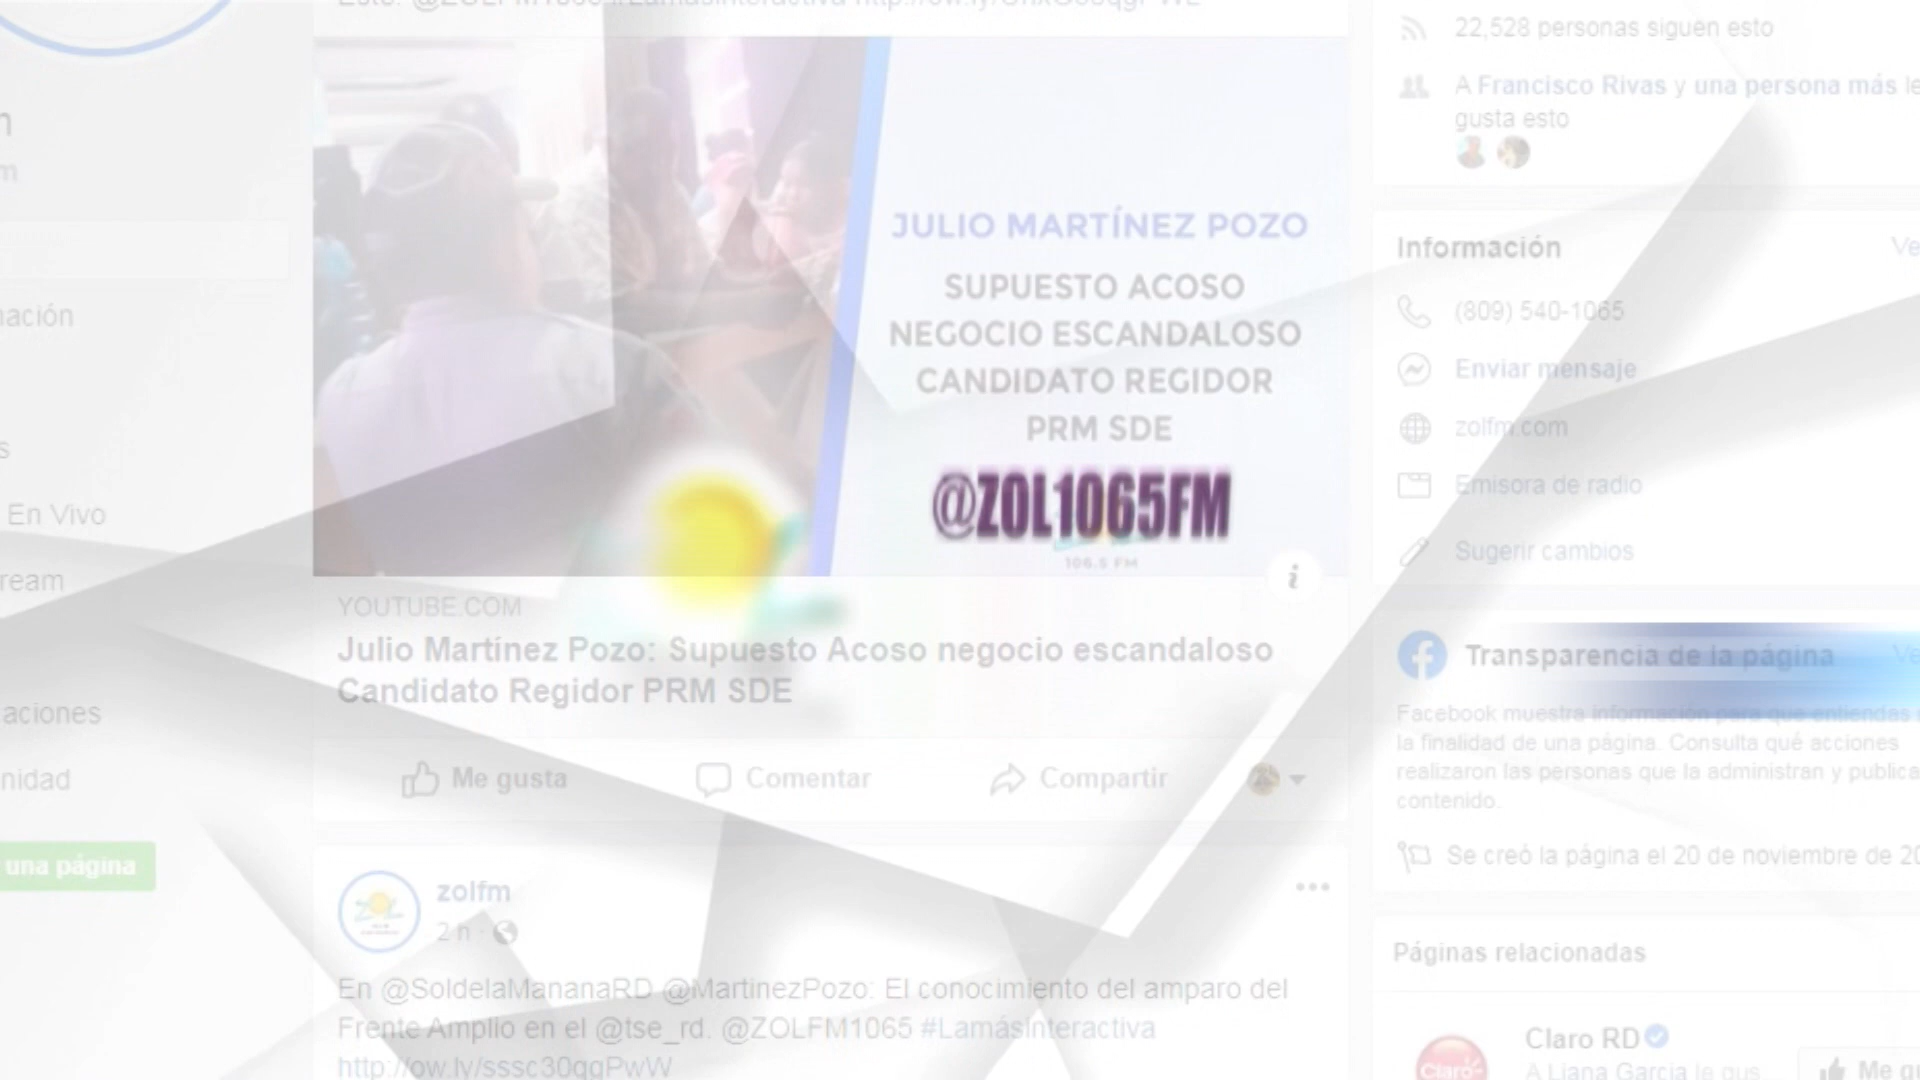 22,528 personas siguen esto
A Francisco Rivas y una persona más le
gusta esto
JULIO MARTÍNEZ POZO
SUPUESTO ACOSO
NEGOCIO ESCANDALOSO
CANDIDATO REGIDOR
PRM SDE
@ZOL1065FM
106.5 FM
YOUTUBE.COM
Julio Martínez Pozo: Supuesto Acoso negocio escandaloso
Candidato Regidor PRM SDE
Me gusta
Comentar
Compartir
zolfm
2 h
En @SoldelaMananaRD @MartinezPozo: El conocimiento del amparo del
Frente Amplio en el @tse_rd. @ZOLFM1065 #LamásInteractiva
http://ow.ly/sssc30qgPwW
En Vivo
una página
Información
(809) 540-1065
Enviar mensaje
zolfm.com
Emisora de radio
Sugerir cambios
Transparencia de la página
Facebook muestra información para que entiendas
la finalidad de una página. Consulta qué acciones
realizaron las personas que la administran y publica
contenido.
Se creó la página el 20 de noviembre de 20
Páginas relacionadas
Claro RD
Claro
A Liana Garcia le gus...